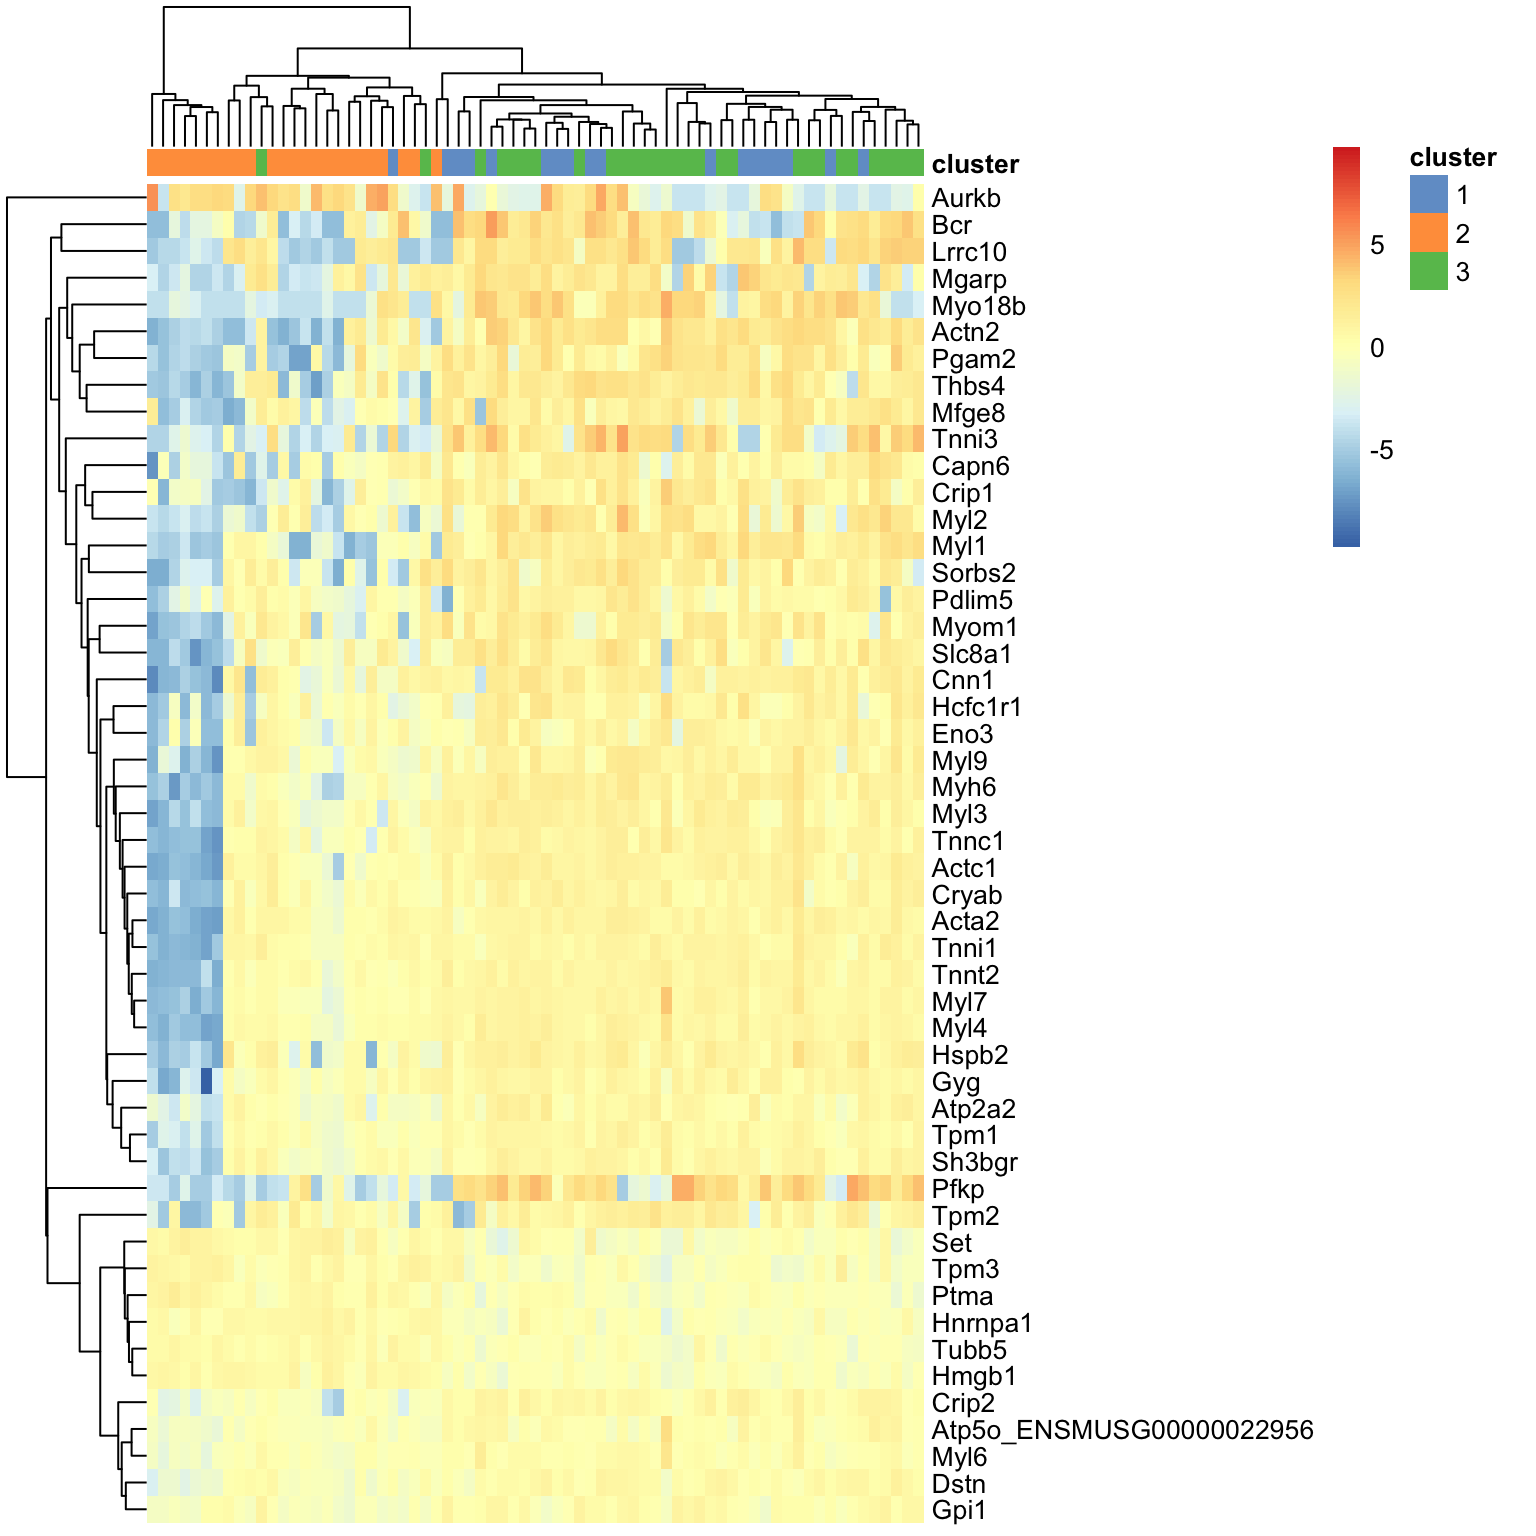 cluster
Aurkb
Bcr
Lrrc10
Mgarp
Myo18b
Actn2
Pgam2
Thbs4
Mfge8
Tnni3
Capn6
Crip1
Myl2
Myl1
Sorbs2
Pdlim5
Myom1
Slc8a1
Cnn1
Hcfc1r1
Eno3
Myl9
Myh6
Myl3
Tnnc1
Actc1
Cryab
Acta2
Tnni1
Tnnt2
Myl7
Myl4
Hspb2
Gyg
Atp2a2
Tpm1
Sh3bgr
Pfkp
Tpm2
Set
Tpm3
Ptma
Hnrnpa1
Tubb5
Hmgb1
Crip2
Atp5o_ENSMUSG00000022956
Myl6
Dstn
Gpi1
5
0
-5
cluster
1
2
3